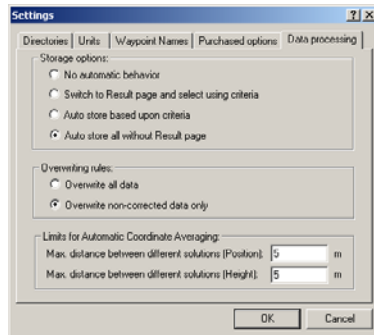 Settings
Directories Units Waypoint Names Purchased options Data processing
Storage options:
No automatic behavior
Switch to Result page and select using criteria
Auto store based upon criteria
Auto store all without Result page
Overwriting rules:
Overwrite all data
Overwrite non-corrected data only
Limits for Automatic Coordinate Averaging:
Max. distance between different solutions (Position): 5 m
Max. distance between different solutions (Height): 5 m
OK Cancel